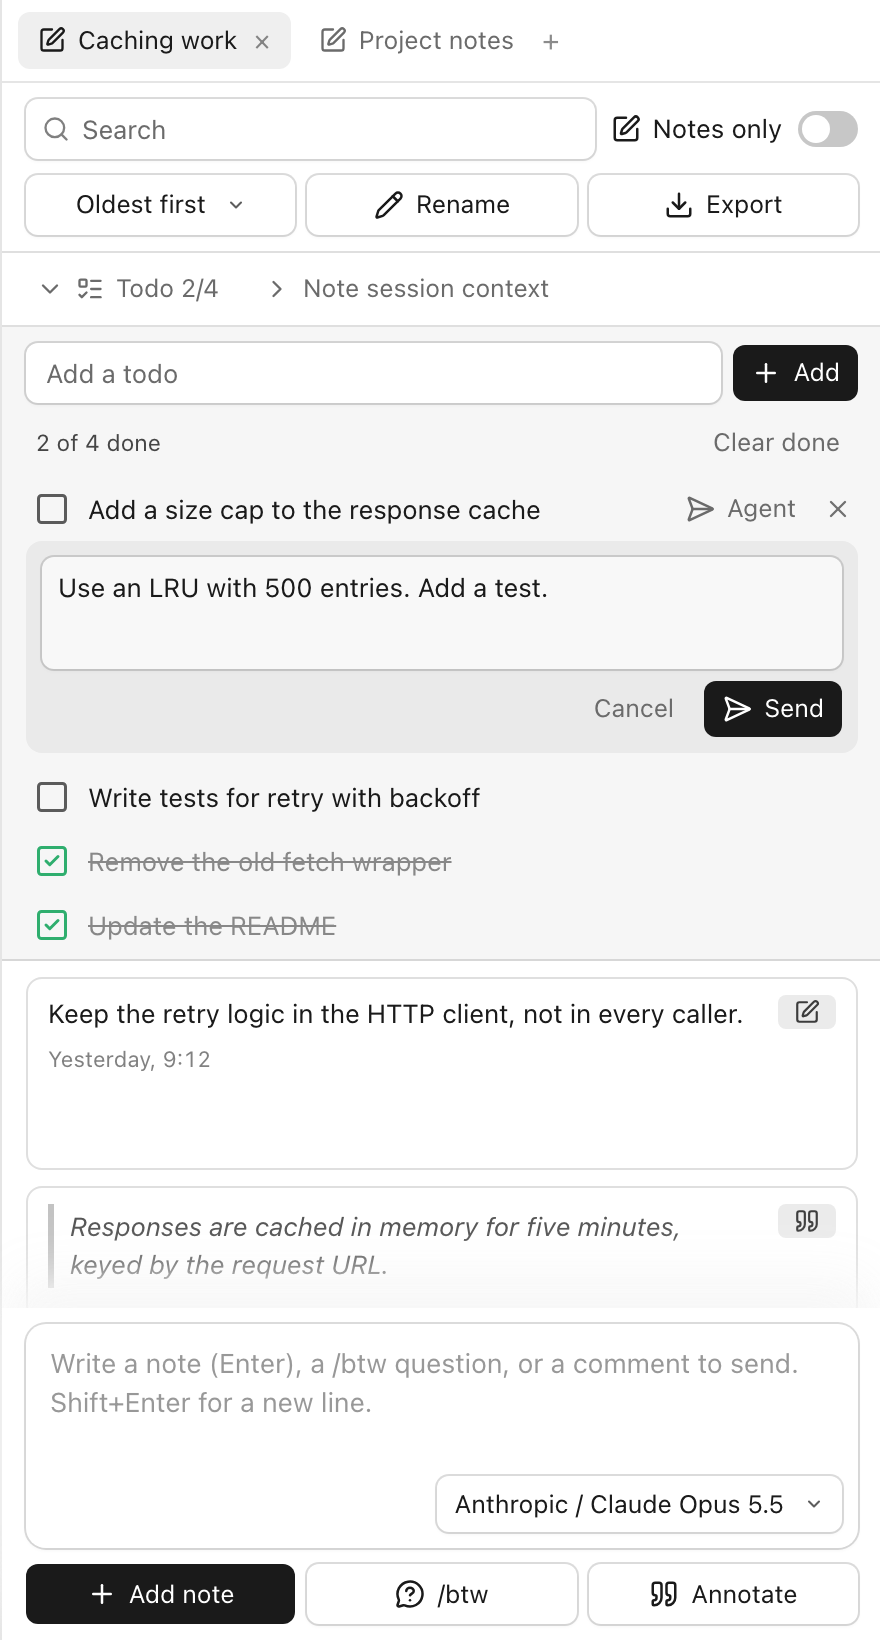 Caching work
Project notes
Search
Notes only
Oldest first
Rename
Export
Todo 2/4
Note session context
Add a todo
Add
2 of 4 done
Clear done
Add a size cap to the response cache
Agent
Use an LRU with 500 entries. Add a test.
Cancel
Send
Write tests for retry with backoff
Remove the old fetch wrapper
Update the README
Keep the retry logic in the HTTP client, not in every caller.
Yesterday, 9:12
Responses are cached in memory for five minutes,
keyed by the request URL.
Write a note (Enter), a /btw question, or a comment to send.
Shift+Enter for a new line.
Anthropic / Claude Opus 5.5
Add note
/btw
Annotate